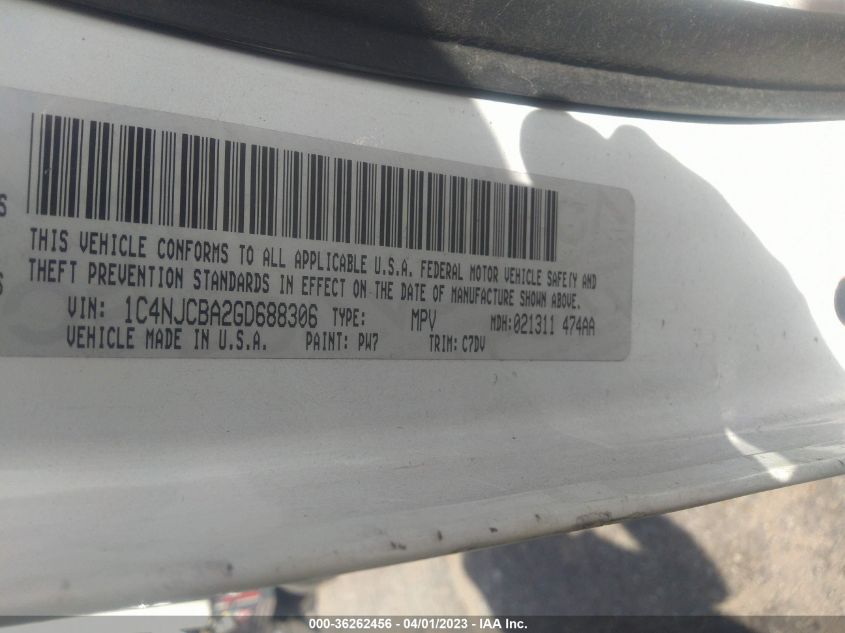 THIS VEHICLE CONFORMS TO ALL APPLICABLE U.S.A. FEDERAL MOTOR VEHICLE SAFETY AND
THEFT PREVENTION STANDARDS IN EFFECT ON THE DATE OF MANUFACTURE SHOWN ABOVE.
VIN: 1C4NJCBA2GD688306 TYPE: MPV MDH:021311 474AA
VEHICLE MADE IN U.S.A. PAINT: PW7 TRIM: C7DV
000-36262456 - 04/01/2023 - IAA Inc.